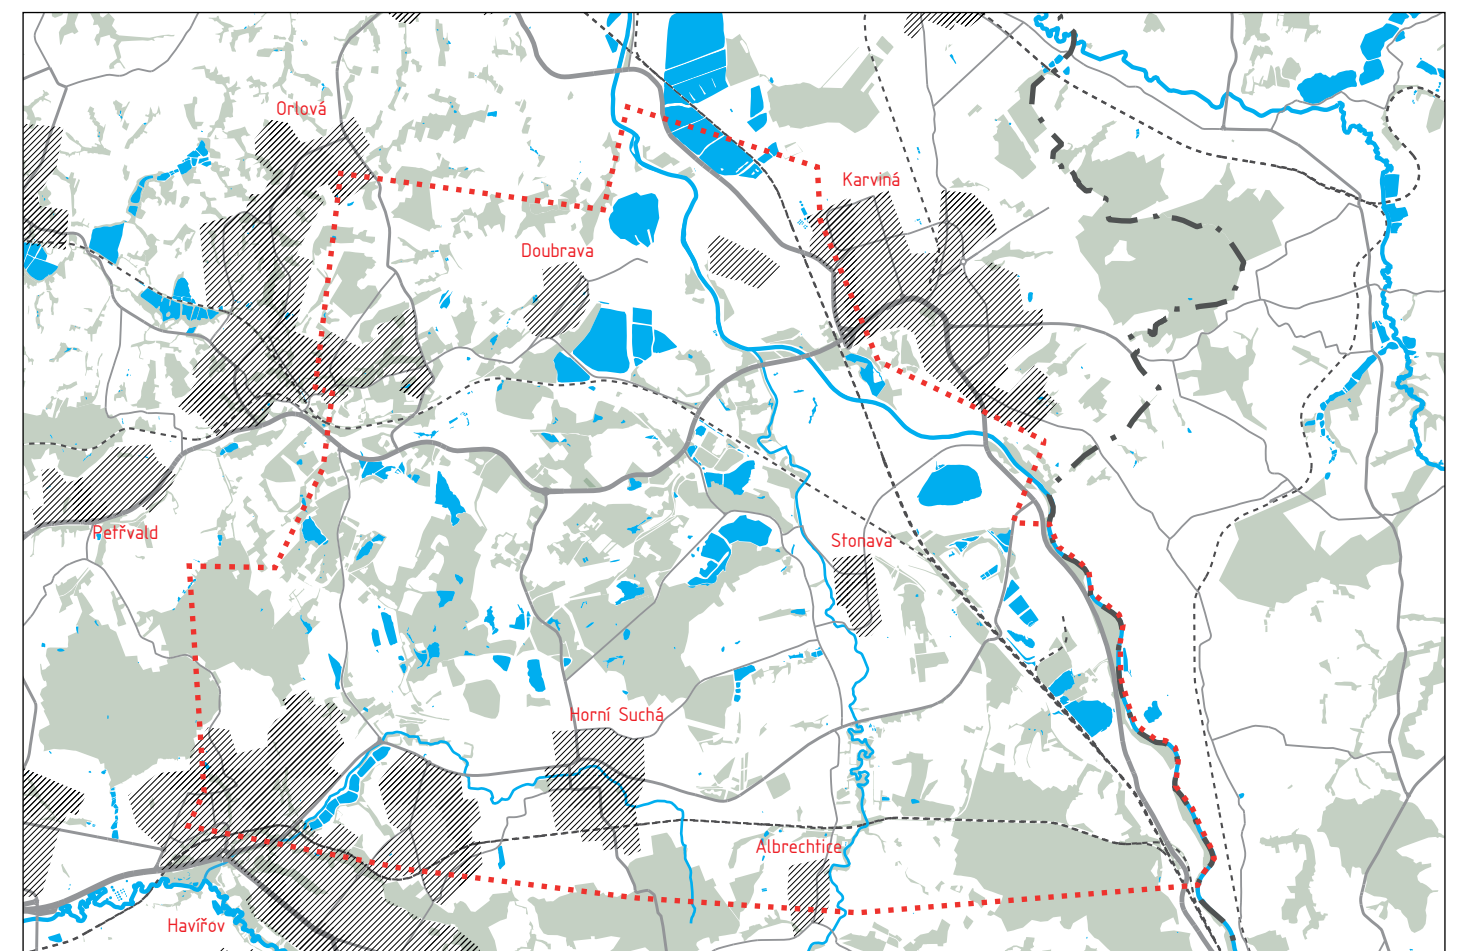 Orlová
Karviná
Doubrava
Petřvald
Stonava
Horní Suchá
Albrechtice
Havířov